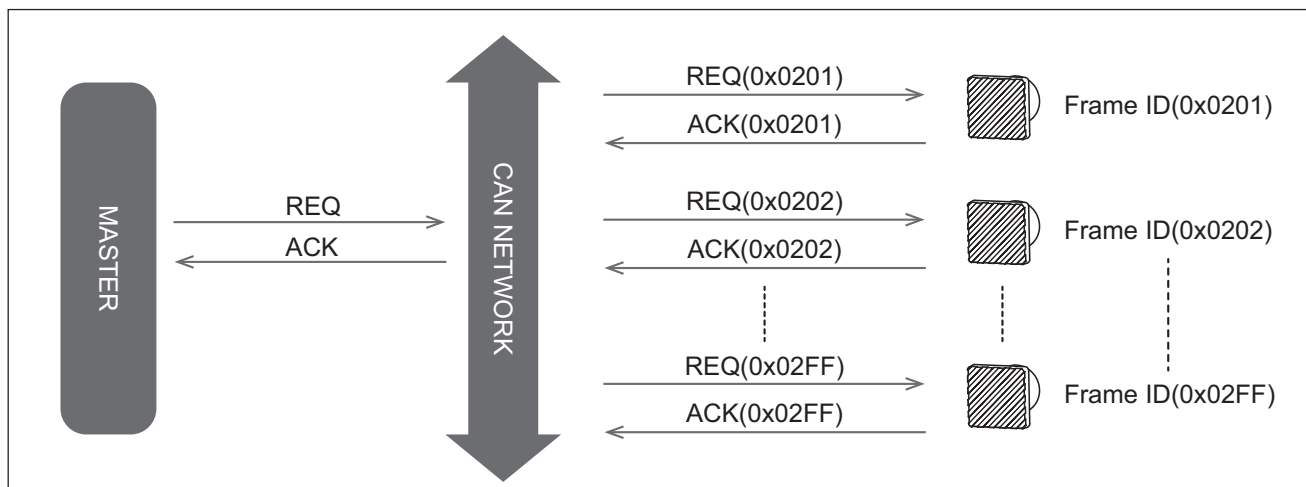 MASTER
REQ
ACK
CAN NETWORK
REQ(0x0201)
ACK(0x0201)
Frame ID(0x0201)
REQ(0x0202)
ACK(0x0202)
Frame ID(0x0202)
REQ(0x02FF)
ACK(0x02FF)
Frame ID(0x02FF)